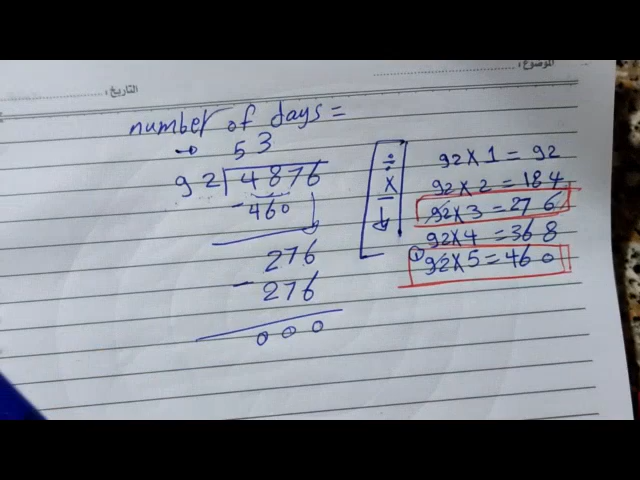 الموضوع:
التاريخ:
number of days =
53
92 4876
- 460
276
- 276
000
÷
×
-
↓
92 × 1 = 92
92 × 2 = 184
92 × 3 = 276
92 × 4 = 368
① 92 × 5 = 460